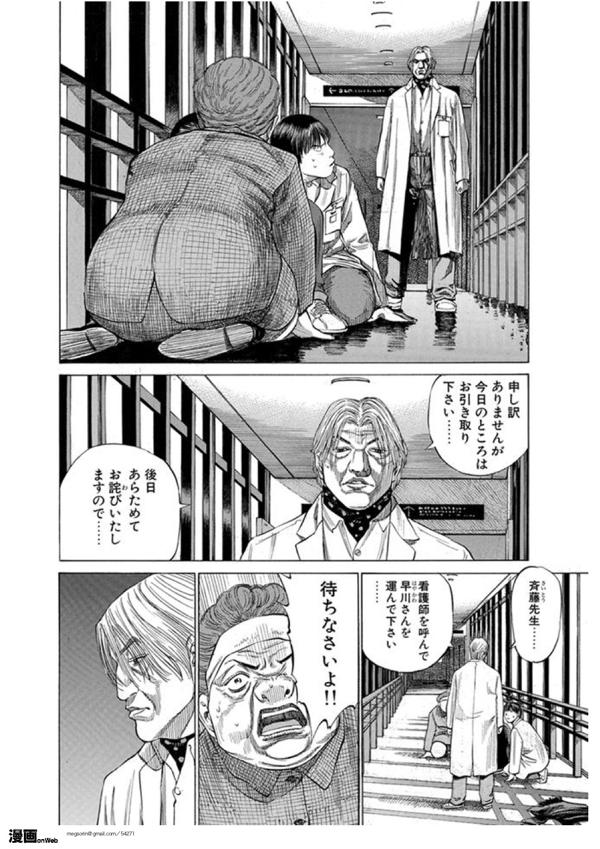 申し訳
ありませんが
今日のところは
お引き取り
下さい……
後日
あらためて
お詫びいたし
ますので……
斉藤先生……
看護師を呼んで
早川さんを
運んで下さい
……
待ちなさいよ!!
漫画onWeb
megaorin@gmail.com/54271